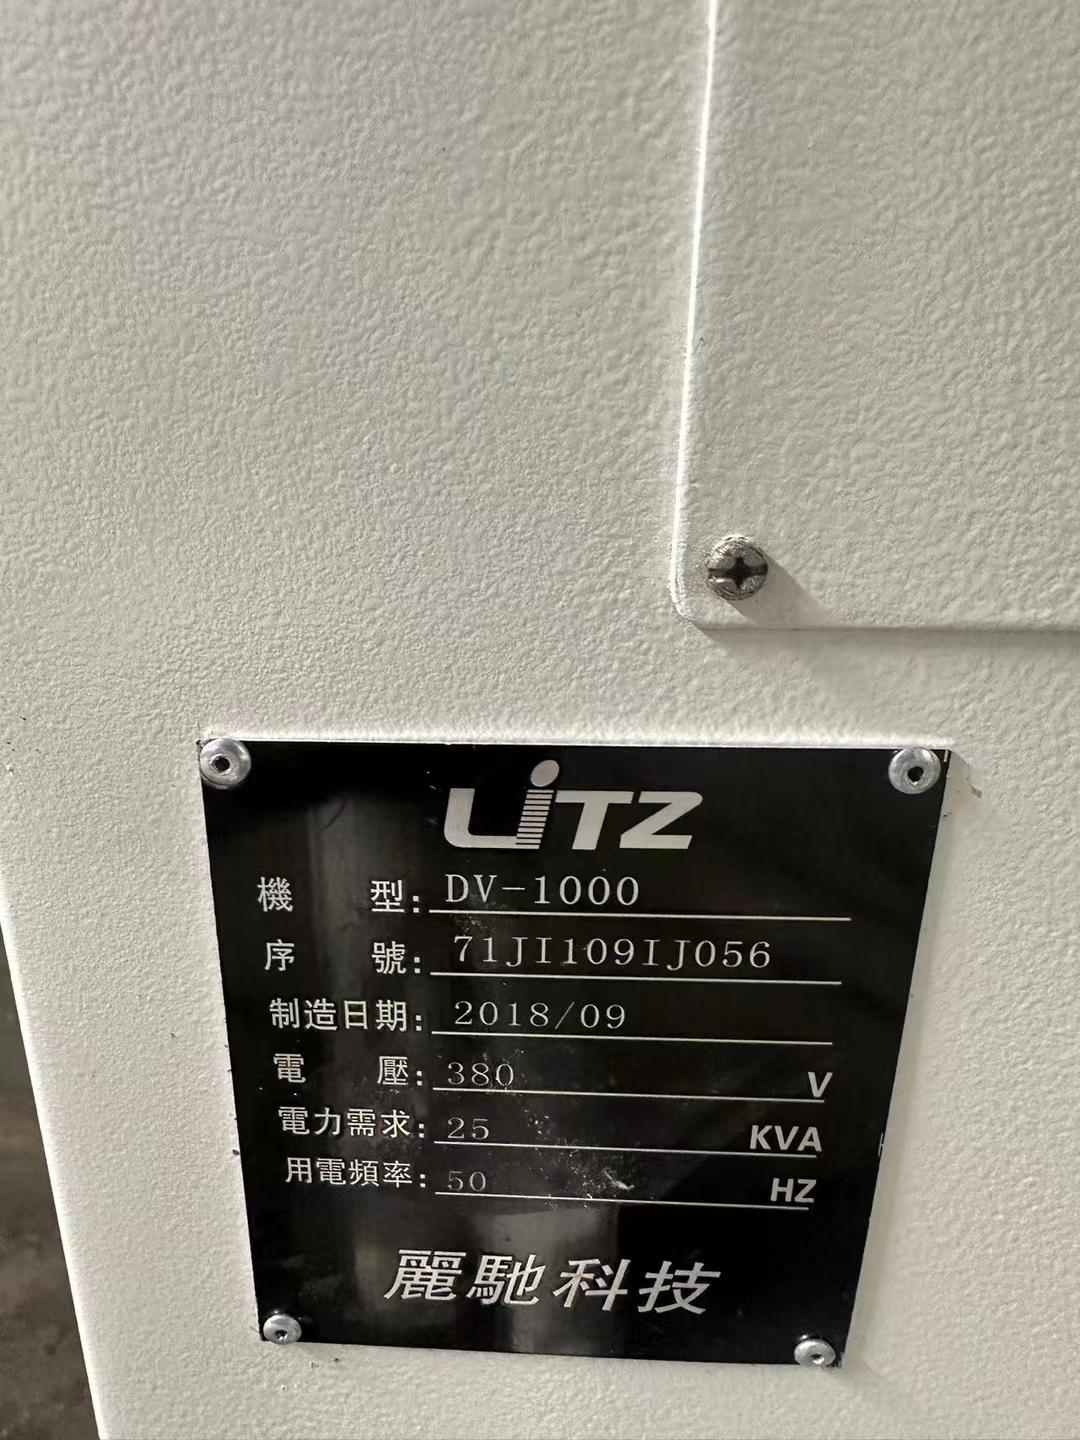 LiTZ
機 型: DV-1000
序 號: 71JI109IJ056
制造日期: 2018/09
電 壓: 380 V
電力需求: 25 KVA
用電頻率: 50 HZ
麗馳科技